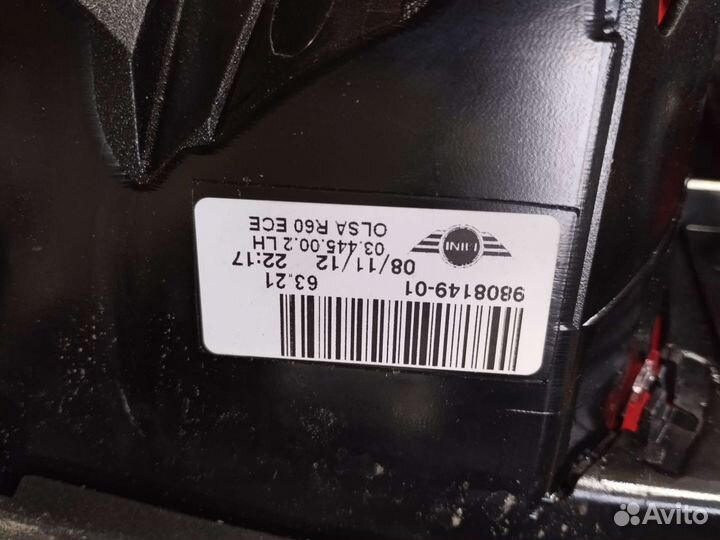 9808149-01
63.21
08/11/12 22:17
MINI
03.445.00.2 LH
OLSA R60 ECE
Avito